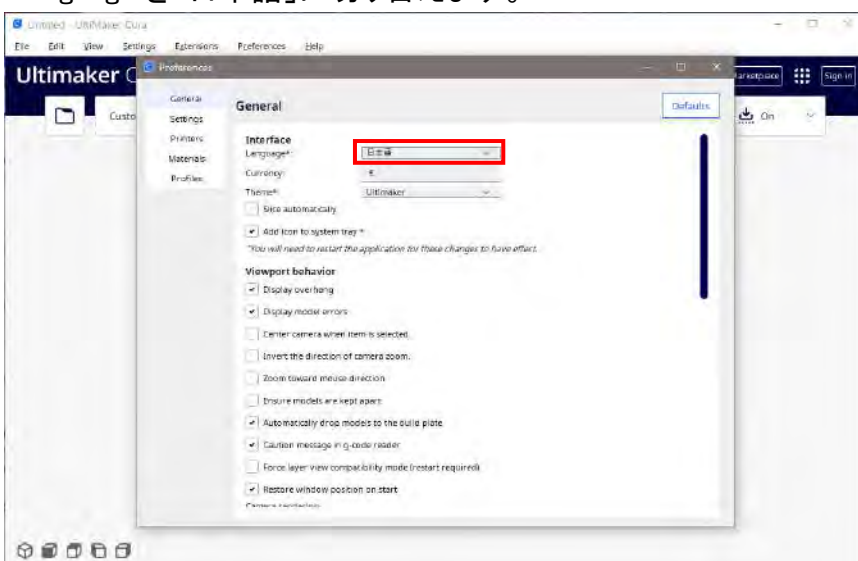 Untitled - UltiMaker Cura
File Edit View Settings Extensions Preferences Help
Ultimaker
Preferences
Marketplace
Sign in
Custo
On
General
Settings
Printers
Materials
Profiles
General
Defaults
Interface
Language*: 日本語
Currency: €
Theme*: Ultimaker
Slice automatically
Add icon to system tray *
*You will need to restart the application for these changes to have effect.
Viewport behavior
Display overhang
Display model errors
Center camera when item is selected
Invert the direction of camera zoom.
Zoom toward mouse direction
Ensure models are kept apart
Automatically drop models to the build plate
Caution message in g-code reader
Force layer view compatibility mode (restart required)
Restore window position on start